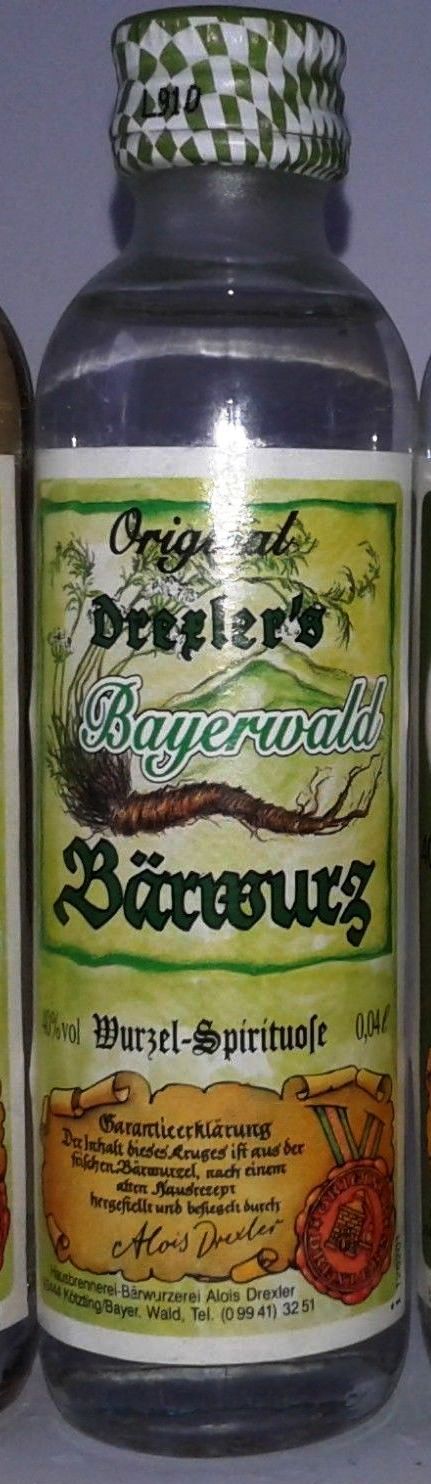 L910
Original
Drexler's
Bayerwald
Bärwurz
40%vol Wurzel-Spirituose 0,04 l
Garantieerklärung
Der Inhalt dieses Kruges ist aus der
frischen Bärwurzel, nach einem
alten Hausrezept
hergestellt und besiegelt durch
Alois Drexler
Hausbrennerei-Bärwurzerei Alois Drexler
Kötzting/Bayer. Wald, Tel. (0 99 41) 32 51